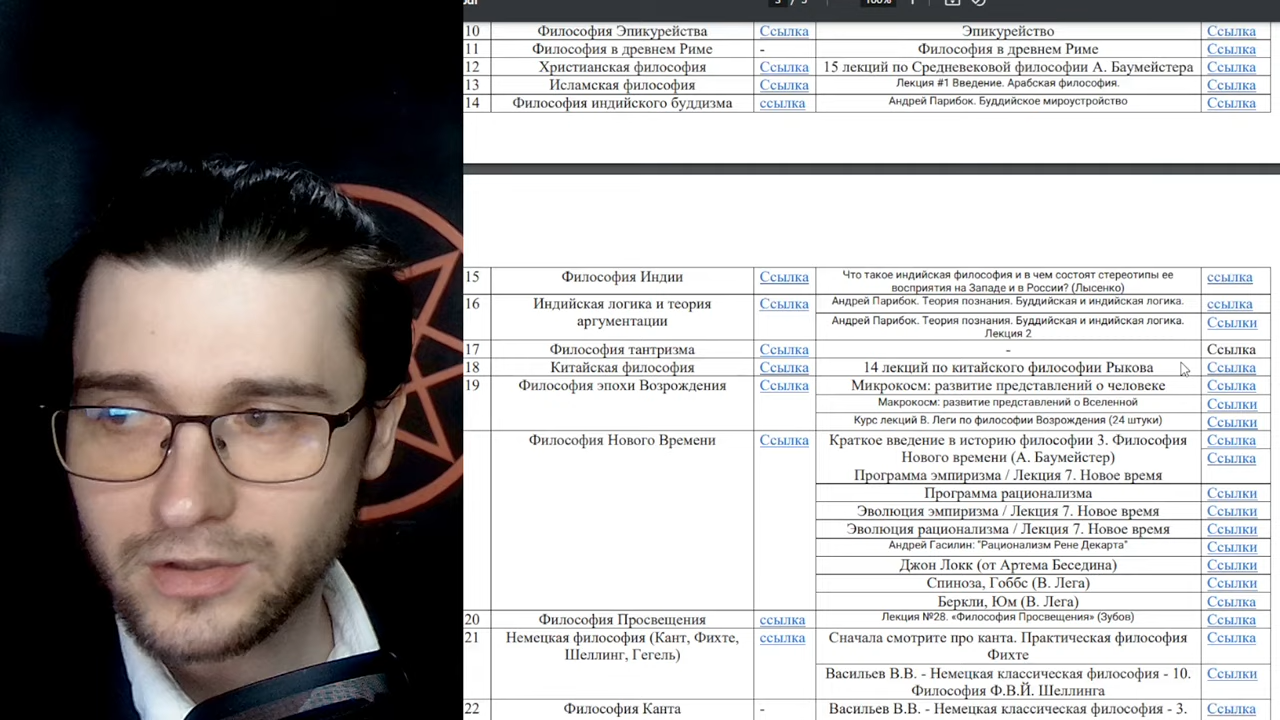 df
3 / 5
100%
10 Философия Эпикурейства Ссылка Эпикурейство Ссылка
11 Философия в древнем Риме - Философия в древнем Риме Ссылка
12 Христианская философия Ссылка 15 лекций по Средневековой философии А. Баумейстера Ссылка
13 Исламская философия Ссылка Лекция #1 Введение. Арабская философия. Ссылка
14 Философия индийского буддизма ссылка Андрей Парибок. Буддийское мироустройство Ссылка
15 Философия Индии Ссылка Что такое индийская философия и в чем состоят стереотипы ее ссылка
восприятия на Западе и в России? (Лысенко)
16 Индийская логика и теория Ссылка Андрей Парибок. Теория познания. Буддийская и индийская логика. ссылка
аргументации Андрей Парибок. Теория познания. Буддийская и индийская логика. Ссылки
Лекция 2
17 Философия тантризма Ссылка - Ссылка
18 Китайская философия Ссылка 14 лекций по китайского философии Рыкова Ссылка
19 Философия эпохи Возрождения Ссылка Микрокосм: развитие представлений о человеке Ссылка
Макрокосм: развитие представлений о Вселенной Ссылки
Курс лекций В. Леги по философии Возрождения (24 штуки) Ссылки
Философия Нового Времени Ссылка Краткое введение в историю философии 3. Философия Ссылка
Нового времени (А. Баумейстер) Ссылка
Программа эмпиризма / Лекция 7. Новое время
Программа рационализма Ссылки
Эволюция эмпиризма / Лекция 7. Новое время Ссылки
Эволюция рационализма / Лекция 7. Новое время Ссылки
Андрей Гасилин: "Рационализм Рене Декарта" Ссылки
Джон Локк (от Артема Беседина) Ссылки
Спиноза, Гоббс (В. Лега) Ссылки
Беркли, Юм (В. Лега) Ссылка
20 Философия Просвещения ссылка Лекция №28. «Философия Просвещения» (Зубов) Ссылка
21 Немецкая философия (Кант, Фихте, ссылка Сначала смотрите про канта. Практическая философия Ссылка
Шеллинг, Гегель) Фихте
Васильев В.В. - Немецкая классическая философия - 10. Ссылки
Философия Ф.В.Й. Шеллинга
22 Философия Канта - Васильев В.В. - Немецкая классическая философия - 3. Ссылка